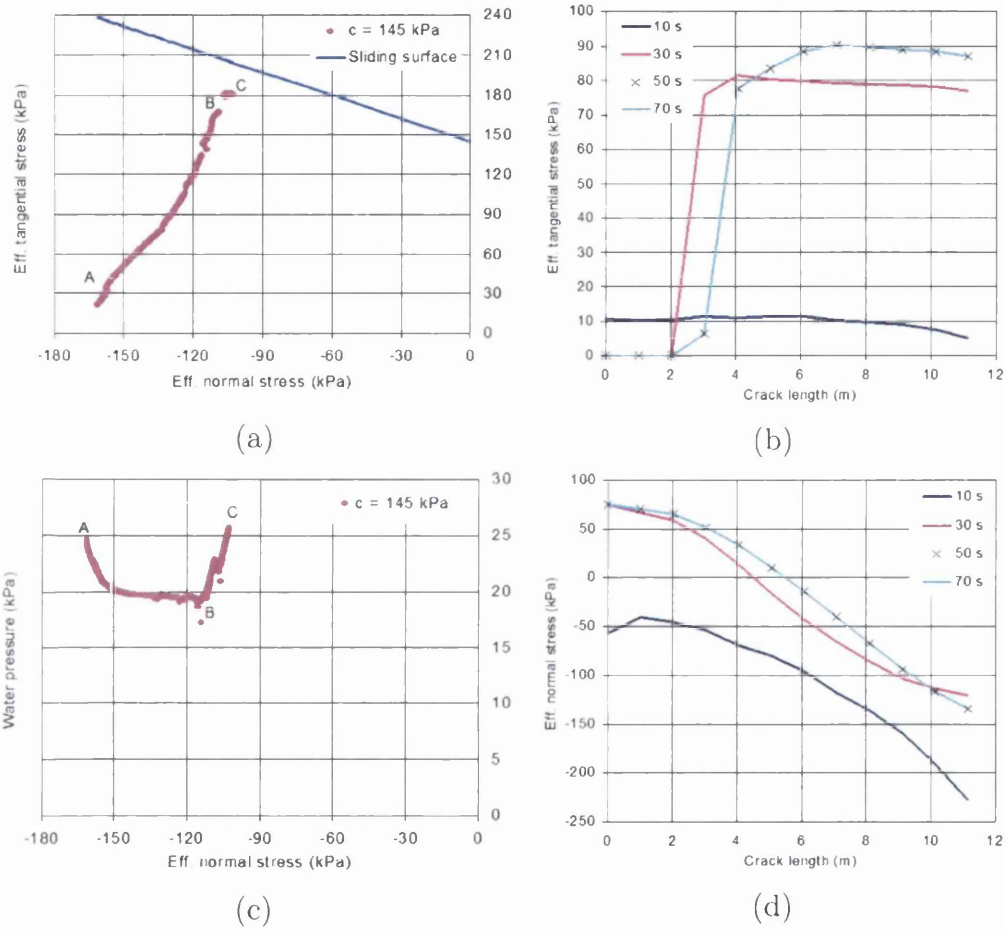 240
210
180
150
120
90
60
30
0
c = 145 kPa
Sliding surface
A
B
C
-180
-150
-120
-90
-60
-30
0
Eff. normal stress (kPa)
Eff. tangential stress (kPa)
(a)
100
90
80
70
60
50
40
30
20
10
0
10 s
30 s
50 s
70 s
0
2
4
6
8
10
12
Crack length (m)
Eff. tangential stress (kPa)
(b)
30
25
20
15
10
5
0
c = 145 kPa
A
B
C
-180
-150
-120
-90
-60
-30
0
Eff. normal stress (kPa)
Water pressure (kPa)
(c)
100
50
0
-50
-100
-150
-200
-250
10 s
30 s
50 s
70 s
0
2
4
6
8
10
12
Crack length (m)
Eff. normal stress (kPa)
(d)